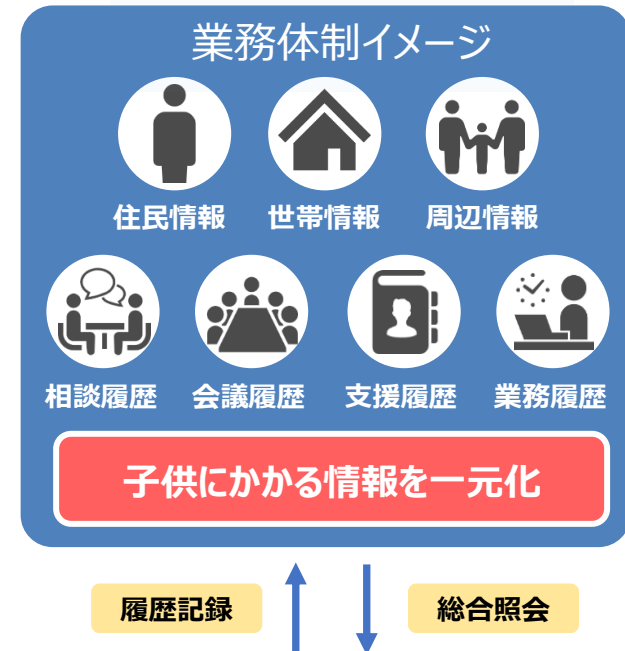 業務体制イメージ
住民情報 世帯情報 周辺情報
相談履歴 会議履歴 支援履歴 業務履歴
子供にかかる情報を一元化
履歴記録 総合照会